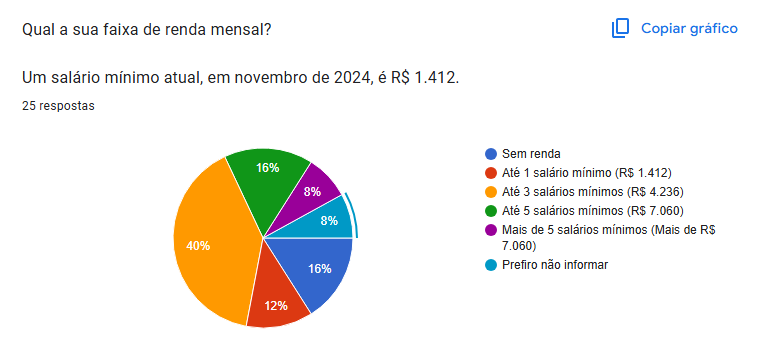 Qual a sua faixa de renda mensal?
Copiar gráfico
Um salário mínimo atual, em novembro de 2024, é R$ 1.412.
25 respostas
16%
8%
8%
40%
16%
12%
Sem renda
Até 1 salário mínimo (R$ 1.412)
Até 3 salários mínimos (R$ 4.236)
Até 5 salários mínimos (R$ 7.060)
Mais de 5 salários mínimos (Mais de R$
7.060)
Prefiro não informar